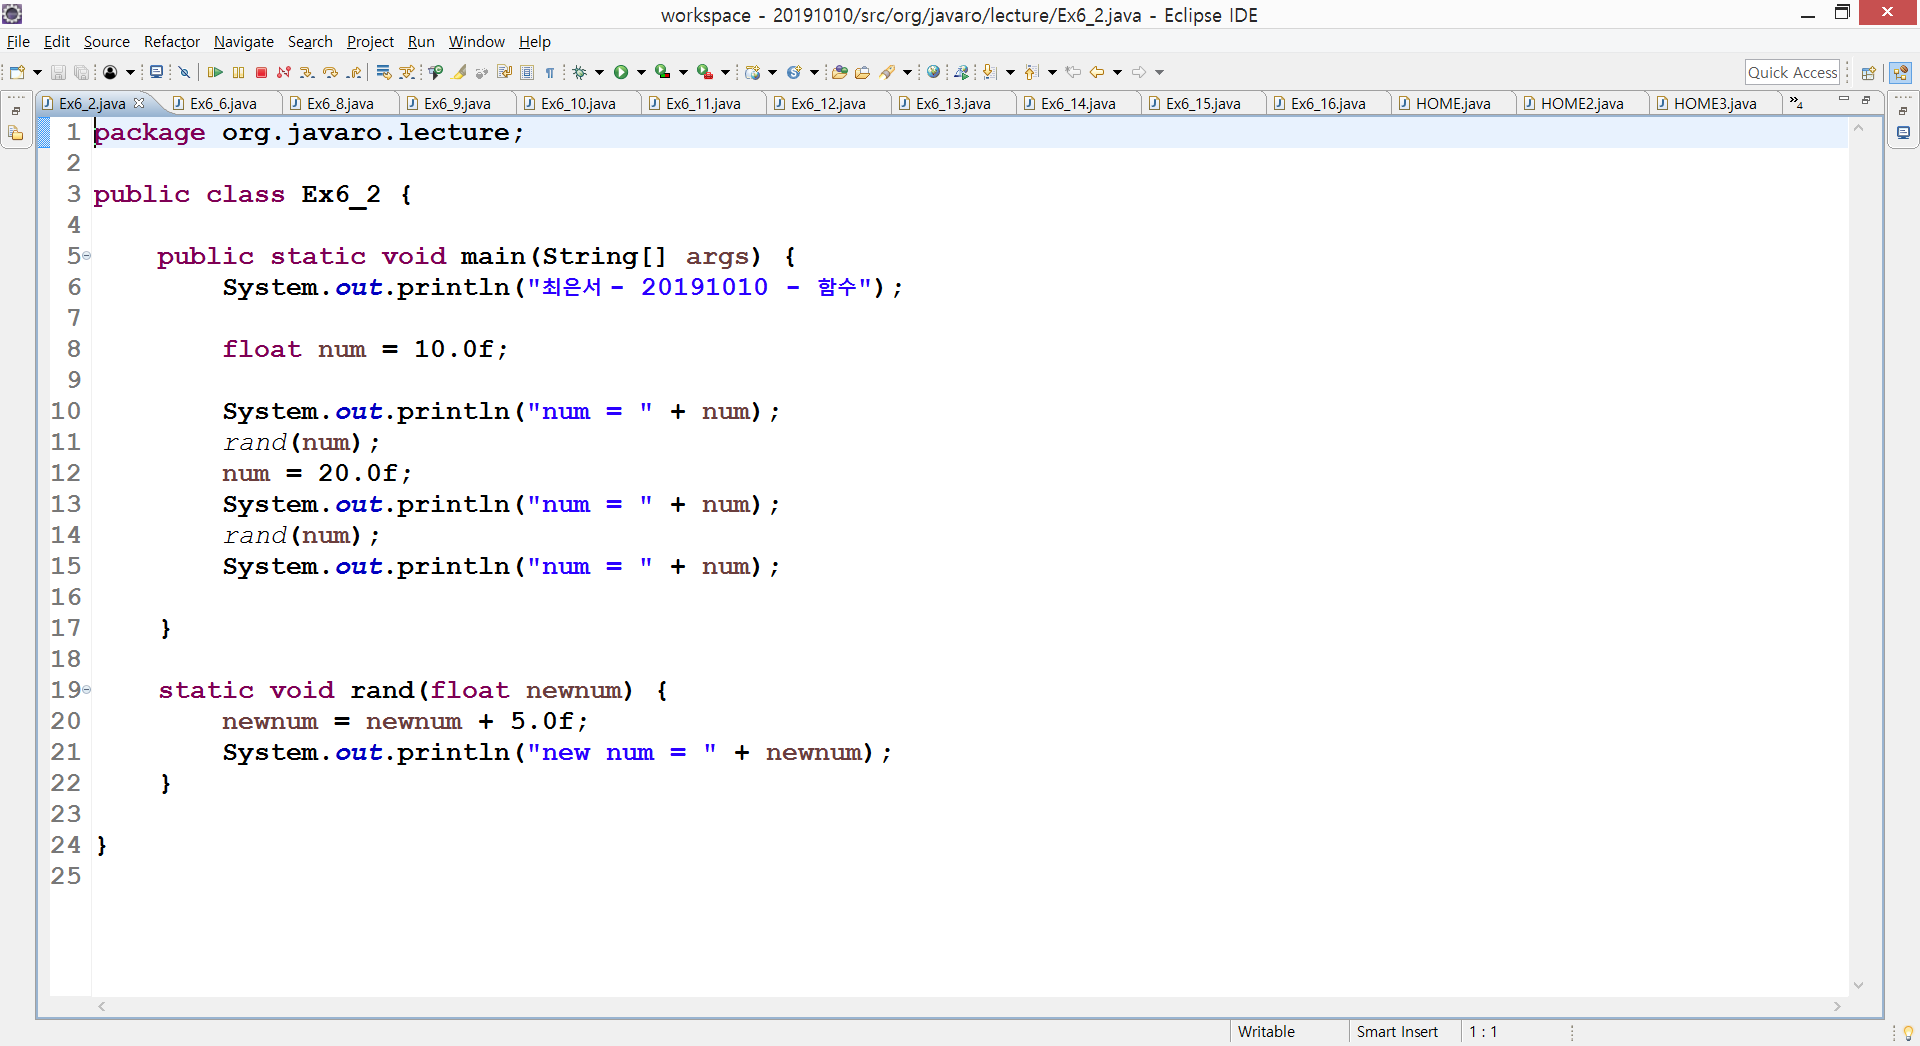 workspace - 20191010/src/org/javaro/lecture/Ex6_2.java - Eclipse IDE
File Edit Source Refactor Navigate Search Project Run Window Help
Quick Access
Ex6_2.java Ex6_6.java Ex6_8.java Ex6_9.java Ex6_10.java Ex6_11.java Ex6_12.java Ex6_13.java Ex6_14.java Ex6_15.java Ex6_16.java HOME.java HOME2.java HOME3.java »4
1 package org.javaro.lecture;
2
3 public class Ex6_2 {
4
5 public static void main(String[] args) {
6 System.out.println("최은서 - 20191010 - 함수");
7
8 float num = 10.0f;
9
10 System.out.println("num = " + num);
11 rand(num);
12 num = 20.0f;
13 System.out.println("num = " + num);
14 rand(num);
15 System.out.println("num = " + num);
16
17 }
18
19 static void rand(float newnum) {
20 newnum = newnum + 5.0f;
21 System.out.println("new num = " + newnum);
22 }
23
24 }
25
Writable Smart Insert 1 : 1